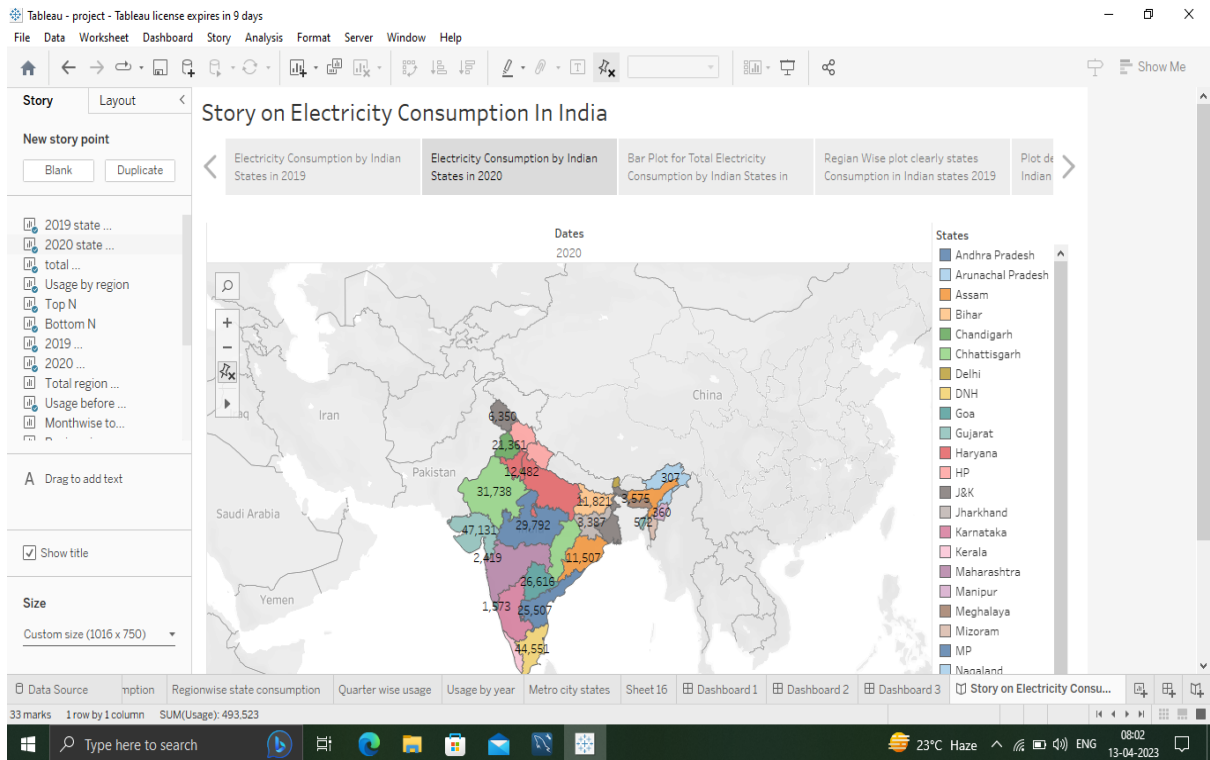 Tableau - project - Tableau license expires in 9 days
File Data Worksheet Dashboard Story Analysis Format Server Window Help
Show Me
Story Layout
New story point
Blank Duplicate
2019 state ...
2020 state ...
total ...
Usage by region
Top N
Bottom N
2019 ...
2020 ...
Total region ...
Usage before ...
Monthwise to...
A Drag to add text
Show title
Size
Custom size (1016 x 750)
Story on Electricity Consumption In India
Electricity Consumption by Indian
States in 2019
Electricity Consumption by Indian
States in 2020
Bar Plot for Total Electricity
Consumption by Indian States in
Regian Wise plot clearly states
Consumption in Indian states 2019
Plot de
Indian
Dates
2020
Iran
China
Pakistan
Saudi Arabia
Yemen
6,350
21,361
12,482
307
31,738
11,821
3,575
260
47,131
29,792
3,387
572
2,419
11,507
26,616
1,573
25,507
44,551
States
Andhra Pradesh
Arunachal Pradesh
Assam
Bihar
Chandigarh
Chhattisgarh
Delhi
DNH
Goa
Gujarat
Haryana
HP
J&K
Jharkhand
Karnataka
Kerala
Maharashtra
Manipur
Meghalaya
Mizoram
MP
Nagaland
Data Source mption Regionwise state consumption Quarter wise usage Usage by year Metro city states Sheet 16 Dashboard 1 Dashboard 2 Dashboard 3 Story on Electricity Consu...
33 marks 1 row by 1 column SUM(Usage): 493,523
Type here to search
23°C Haze ENG
08:02
13-04-2023